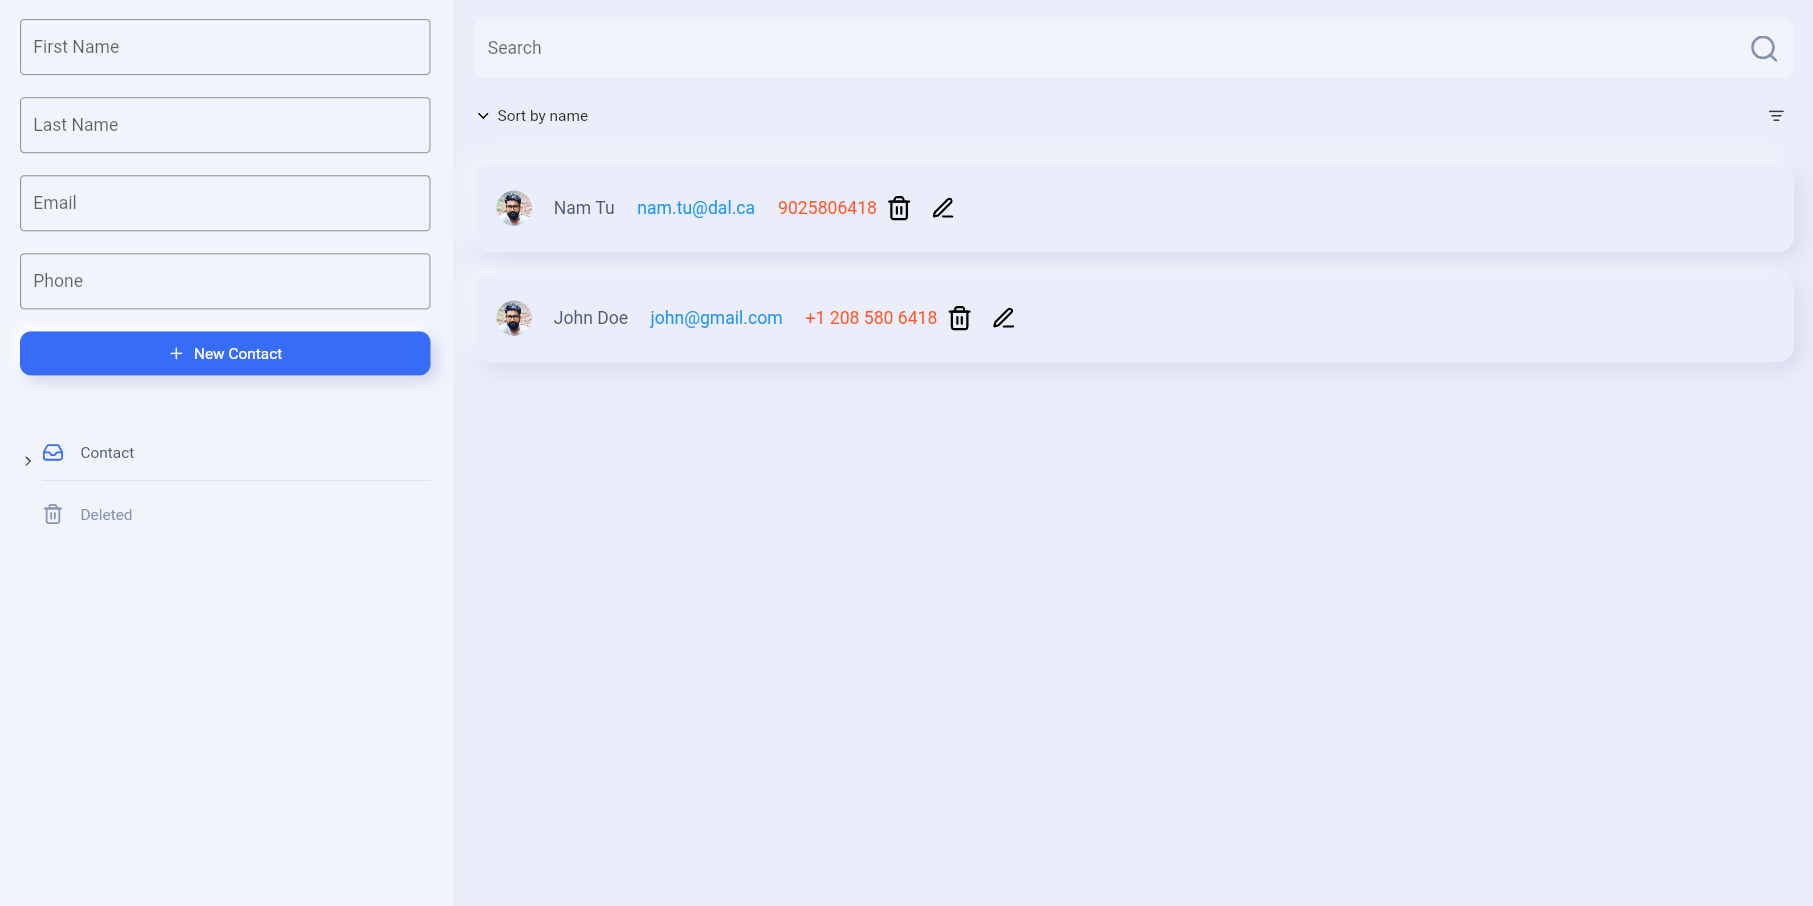 First Name
Last Name
Email
Phone
New Contact
Contact
Deleted
Search
Sort by name
Nam Tu nam.tu@dal.ca 9025806418
John Doe john@gmail.com +1 208 580 6418